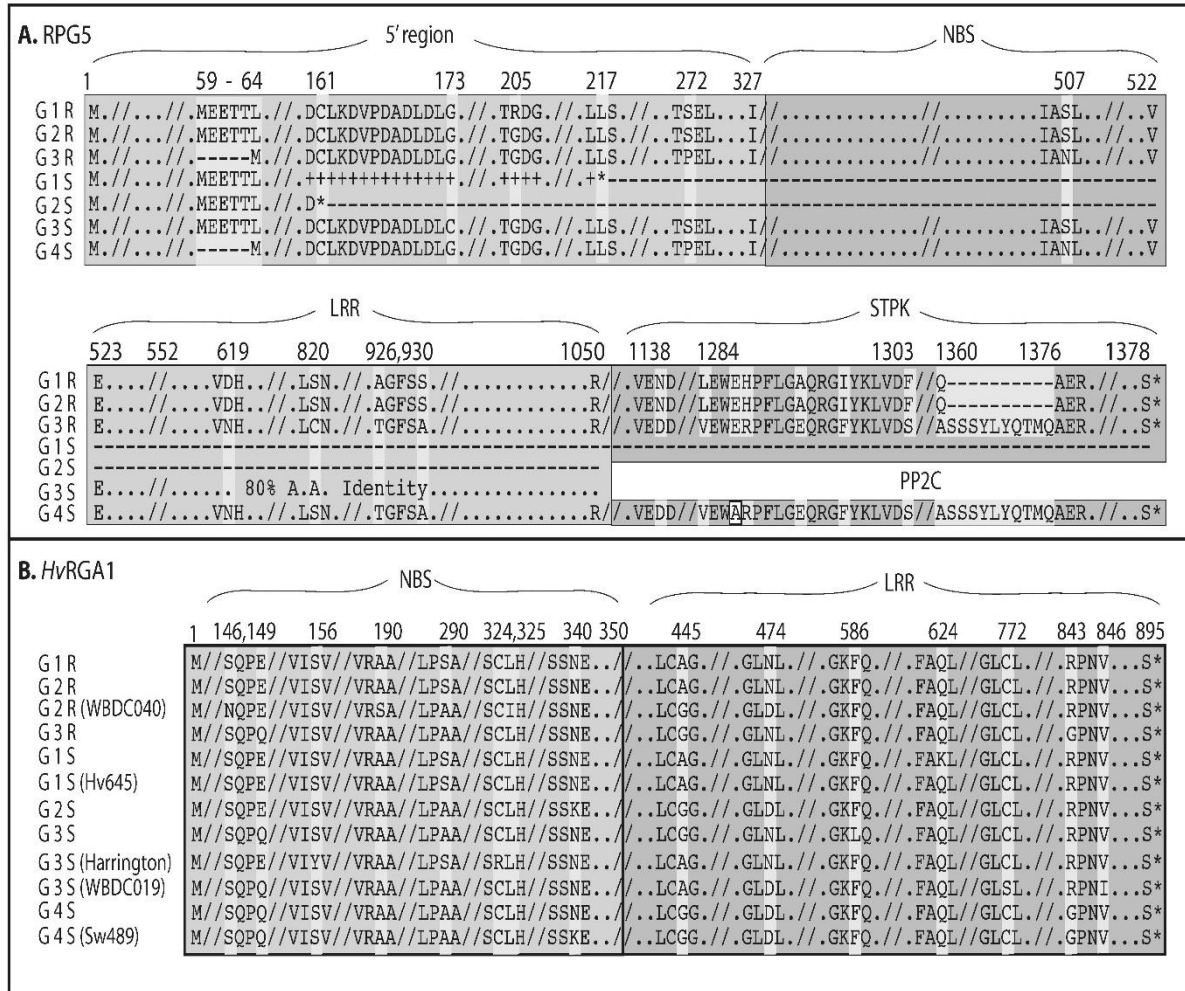 A. RPG5
5' region NBS
1 59 - 64 161 173 205 217 272 327 507 522
G1R M.//...//.MEETTL.//.DCLKDVPDADLDLG.//.TRDG.//.LLS.//..TSEL...I//...............//..........IASL..//..V
G2R M.//...//.MEETTL.//.DCLKDVPDADLDLG.//.TGDG.//.LLS.//..TSEL...I//...............//..........IASL..//..V
G3R M.//...//.-----M.//.DCLKDVPDADLDLG.//.TGDG.//.LLS.//..TPEL...I//...............//..........IANL..//..V
G1S M.//...//.MEETTL.//.++++++++++++++.//.++++.//.+*--------------------------------------------------
G2S M.//...//.MEETTL.//.D*------------------------------------------------------------------------------
G3S M.//...//.MEETTL.//.DCLKDVPDADLDLC.//.TGDG.//.LLS.//..TSEL...I//...............//..........IASL..//..V
G4S M.//...//.-----M.//.DCLKDVPDADLDLG.//.TGDG.//.LLS.//..TPEL...I//...............//..........IANL..//..V
LRR STPK
523 552 619 820 926,930 1050 1138 1284 1303 1360 1376 1378
G1R E....//....VDH..//.LSN.//.AGFSS.//............R//.VEND//LEWEHPFLGAQRGIYKLVDF//Q-----------AER.//..S*
G2R E....//....VDH..//.LSN.//.AGFSS.//............R//.VEND//LEWEHPFLGAQRGIYKLVDF//Q-----------AER.//..S*
G3R E....//....VNH..//.LCN.//.TGFSA.//............R//.VEDD//VEWERPFLGEQRGFYKLVDS//ASSSYLYQTMQAER.//..S*
G1S ----------------------------------------------------------------------------------------------------
G2S ------------------------------------------------
G3S E....//...... 80% A.A. Identity................ PP2C
G4S E....//....VNH..//.LSN.//.TGFSA.//............R//.VEDD//VEWARPFLGEQRGFYKLVDS//ASSSYLYQTMQAER.//..S*
B. HvRGA1
NBS LRR
1 146,149 156 190 290 324,325 340 350 445 474 586 624 772 843 846 895
G1R M//SQPE//VISV//VRAA//LPSA//SCLH//SSNE..//..LCAG.//.GLNL//.GKFQ.//.FAQL//GLCL.//.RPNV...S*
G2R M//SQPE//VISV//VRAA//LPSA//SCLH//SSNE..//..LCAG.//.GLNL//.GKFQ.//.FAQL//GLCL.//.RPNV...S*
G2R (WBDC040) M//NQPE//VISV//VRSA//LPAA//SCIH//SSNE..//..LCGG.//.GLDL//.GKFQ.//.FAQL//GLCL.//.RPNV...S*
G3R M//SQPQ//VISV//VRAA//LPAA//SCLH//SSNE..//..LCAG.//.GLNL//.GKFQ.//.FAQL//GLCL.//.RPNV...S*
G1S M//SQPE//VISV//VRAA//LPSA//SCLH//SSNE..//..LCAG.//.GLNL//.GKFQ.//.FAKL//GLCL.//.RPNV...S*
G1S (Hv645) M//SQPE//VISV//VRAA//LPSA//SCLH//SSNE..//..LCAG.//.GLNL//.GKFQ.//.FAQL//GLCL.//.RPNV...S*
G2S M//SQPE//VISV//VRAA//LPAA//SCLH//SSKE..//..LCGG.//.GLDL//.GKFQ.//.FAQL//GLCL.//.RPNV...S*
G3S M//SQPQ//VISV//VRAA//LPAA//SCLH//SSNE..//..LCGG.//.GLNL//.GKLQ.//.FAQL//GLCL.//.RPNV...S*
G3S (Harrington) M//SQPE//VIYV//VRAA//LPSA//SRLH//SSNE..//..LCAG.//.GLNL//.GKFQ.//.FAQL//GLCL.//.RPNV...S*
G3S (WBDC019) M//SQPQ//VISV//VRAA//LPAA//SCLH//SSNE..//..LCAG.//.GLDL//.GKFQ.//.FAQL//GLSL.//.RPNI...S*
G4S M//SQPQ//VISV//VRAA//LPAA//SCLH//SSNE..//..LCGG.//.GLDL//.GKFQ.//.FAQL//GLCL.//.GPNV...S*
G4S (Sw489) M//SQPQ//VISV//VRAA//LPAA//SCLH//SSKE..//..LCGG.//.GLDL//.GKFQ.//.FAQL//GLCL.//.GPNV...S*